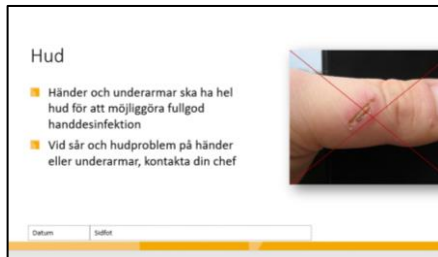 Hud
Händer och underarmar ska ha hel
hud för att möjliggöra fullgod
handdesinfektion
Vid sår och hudproblem på händer
eller underarmar, kontakta din chef
Datum
Sidfot